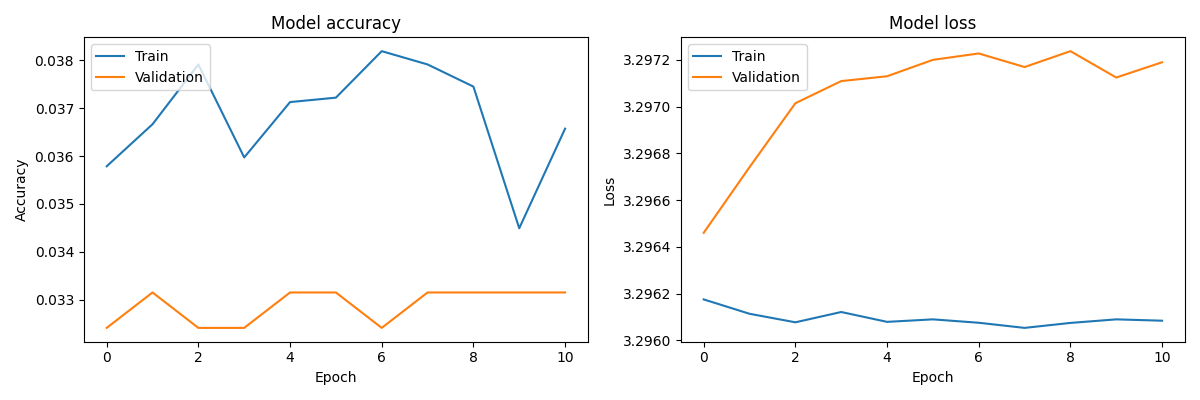 Model accuracy
Train
Validation
0.038
0.037
0.036
0.035
0.034
0.033
Accuracy
0 2 4 6 8 10
Epoch
Model loss
Train
Validation
3.2972
3.2970
3.2968
3.2966
3.2964
3.2962
3.2960
Loss
0 2 4 6 8 10
Epoch